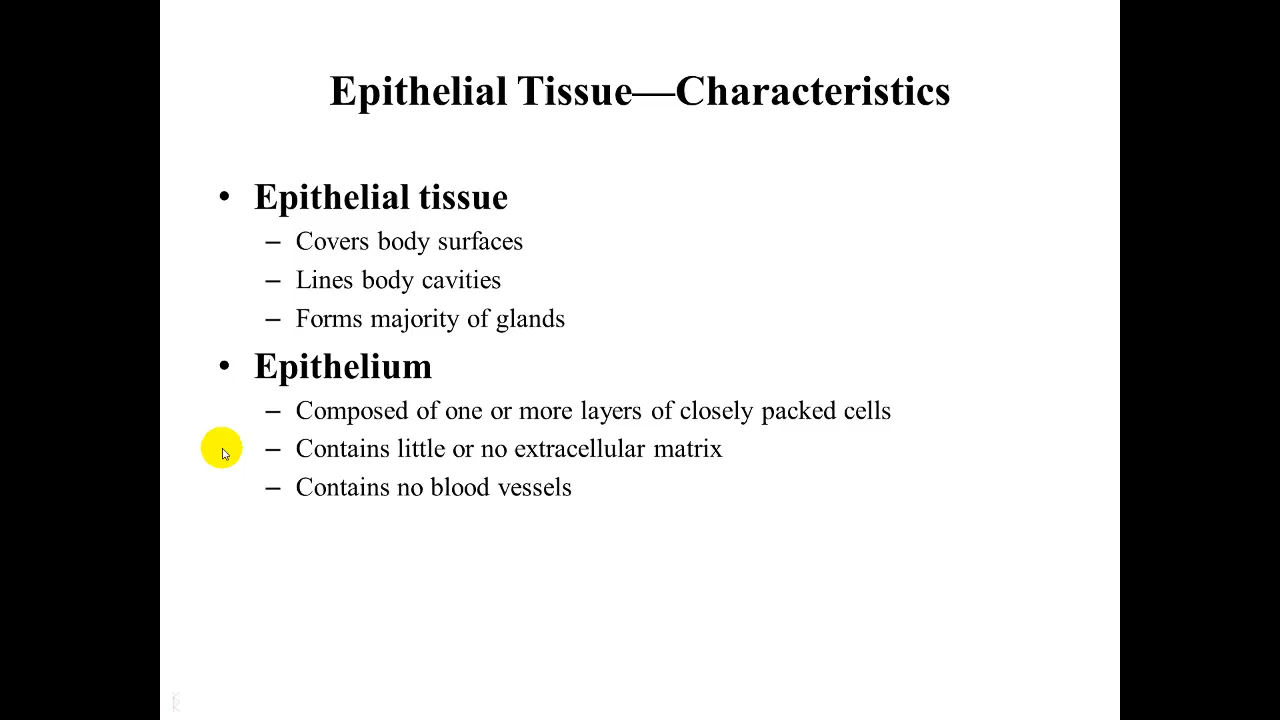 Epithelial Tissue—Characteristics
• Epithelial tissue
– Covers body surfaces
– Lines body cavities
– Forms majority of glands
• Epithelium
– Composed of one or more layers of closely packed cells
– Contains little or no extracellular matrix
– Contains no blood vessels